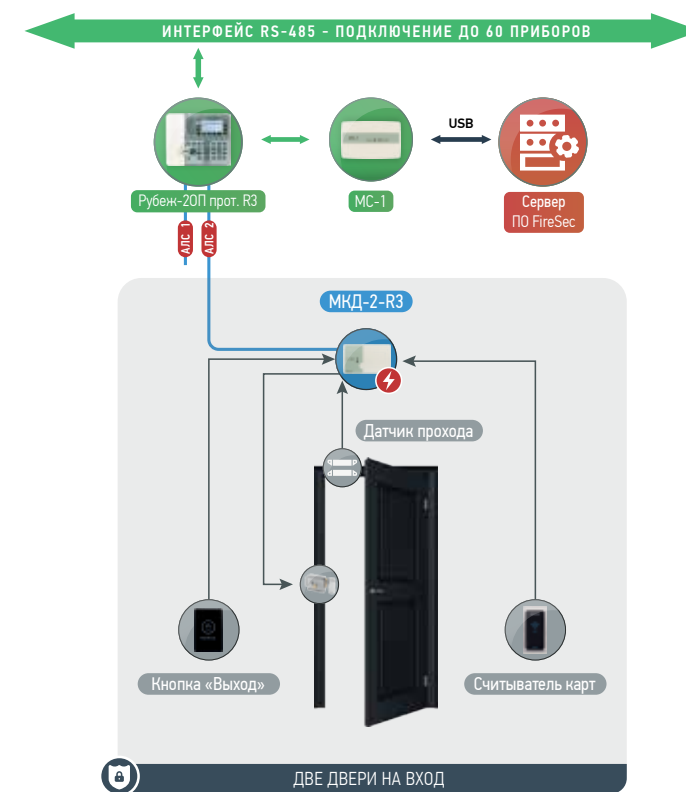 ИНТЕРФЕЙС RS-485 - ПОДКЛЮЧЕНИЕ ДО 60 ПРИБОРОВ
USB
Рубеж-2ОП прот. R3
МС-1
Сервер
ПО FireSec
АЛС 1
АЛС 2
МКД-2-R3
Датчик прохода
Кнопка «Выход»
Считыватель карт
ДВЕ ДВЕРИ НА ВХОД